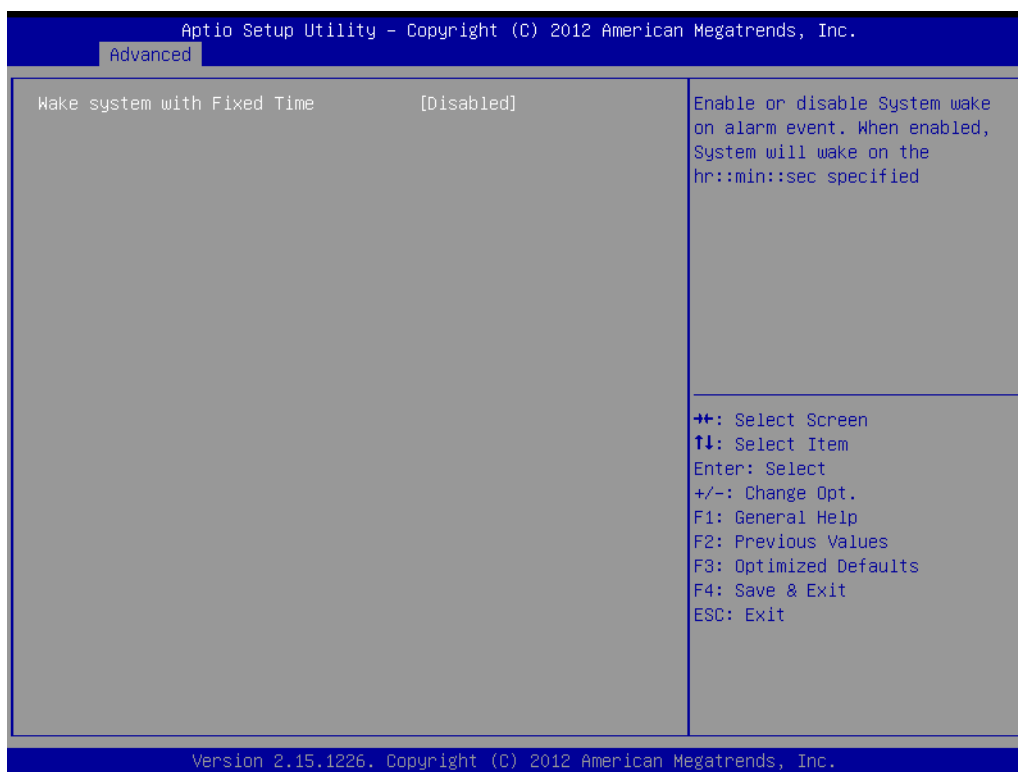 Aptio Setup Utility – Copyright (C) 2012 American Megatrends, Inc.
Advanced
Wake system with Fixed Time [Disabled]
Enable or disable System wake
on alarm event. When enabled,
System will wake on the
hr::min::sec specified
→←: Select Screen
↑↓: Select Item
Enter: Select
+/-: Change Opt.
F1: General Help
F2: Previous Values
F3: Optimized Defaults
F4: Save & Exit
ESC: Exit
Version 2.15.1226. Copyright (C) 2012 American Megatrends, Inc.